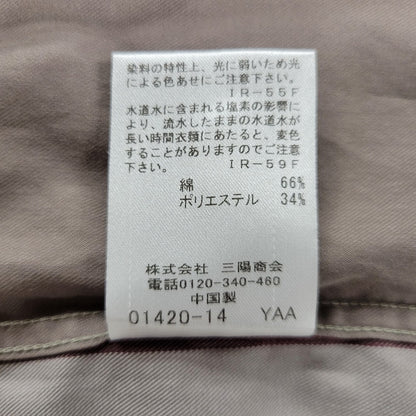 染料の特性上、光に弱いため光
による色あせにご注意下さい。
IR-55F
水道水に含まれる塩素の影響に
より、流水したままの水道水が
長い時間衣類にあたると、変色
することがありますのでご注意
下さい。 IR-59F
綿 66%
ポリエステル 34%
株式会社 三陽商会
電話0120-340-460
中国製
01420-14 YAA